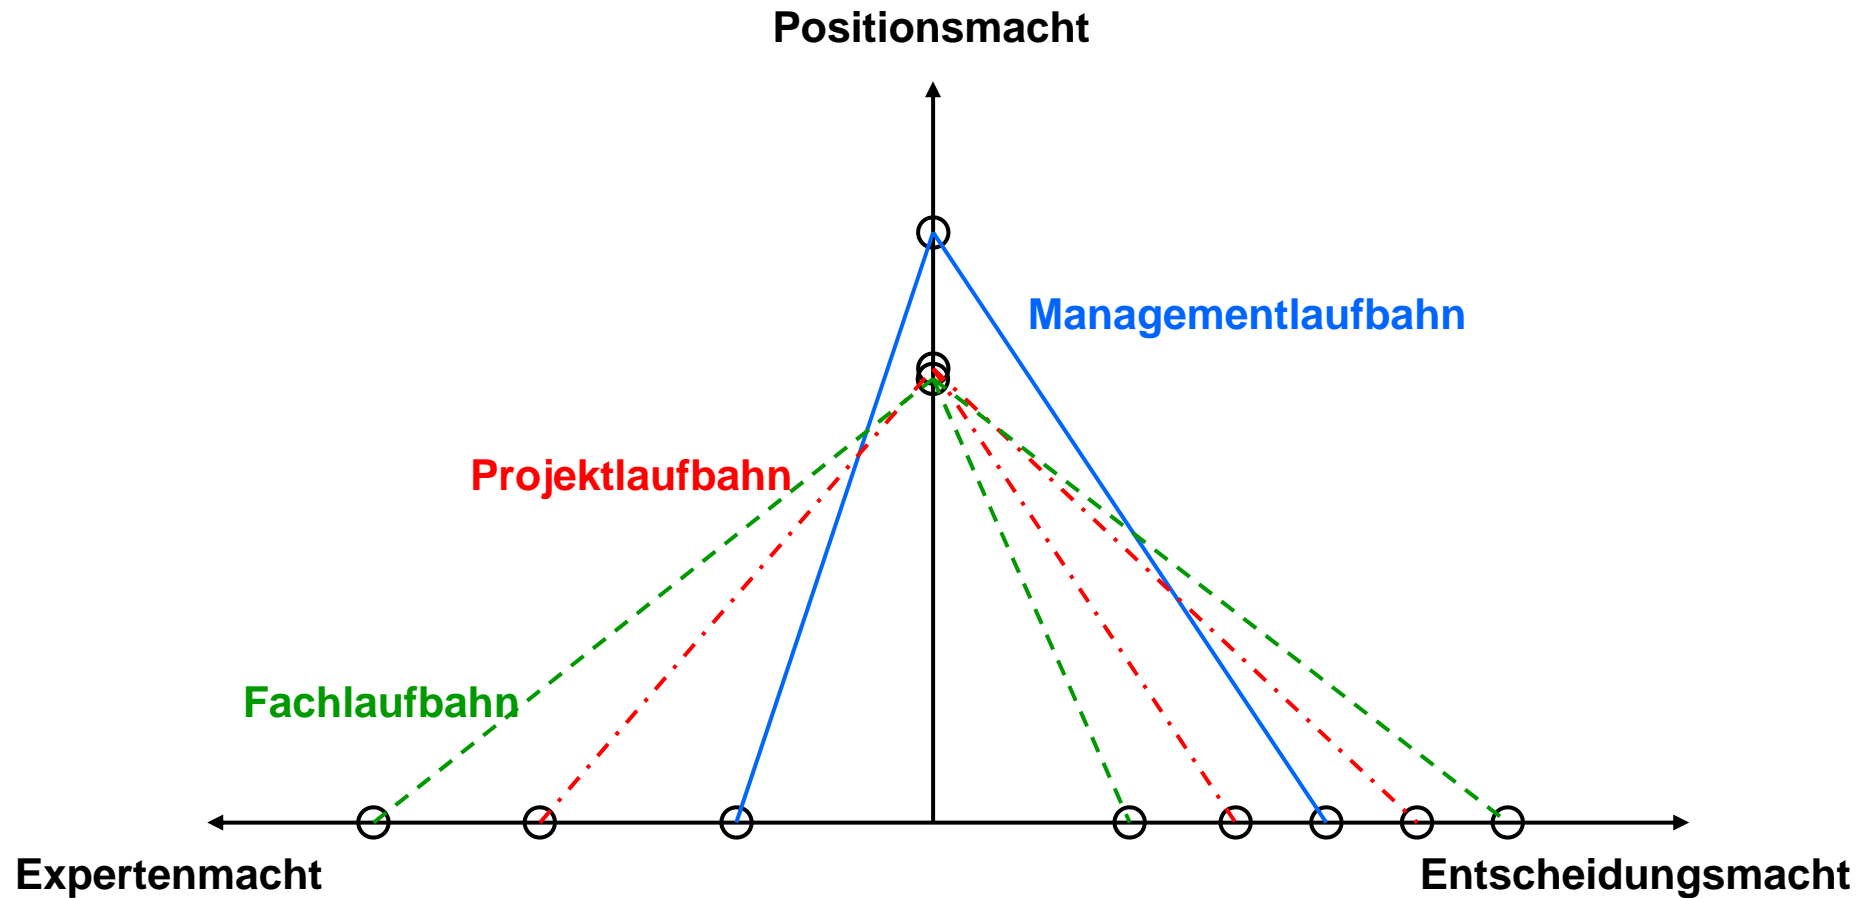 Positionsmacht
Managementlaufbahn
Projektlaufbahn
Fachlaufbahn
Expertenmacht
Entscheidungsmacht